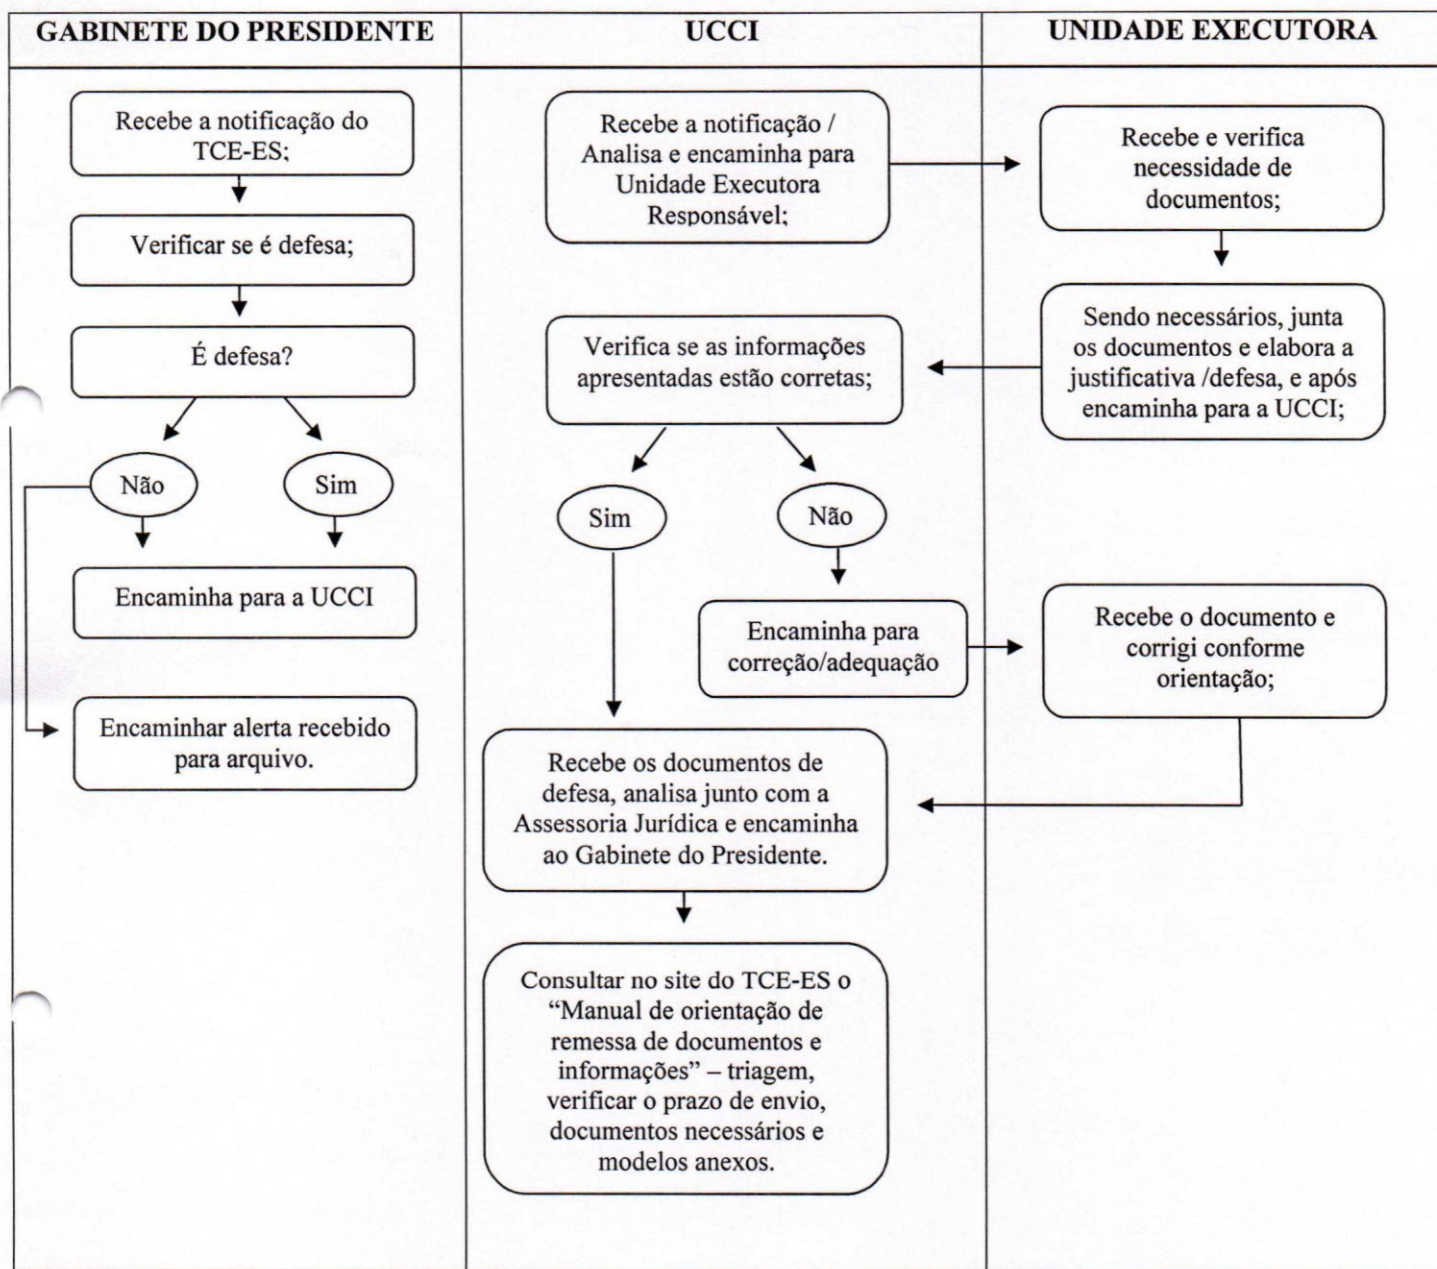 GABINETE DO PRESIDENTE
UCCI
UNIDADE EXECUTORA
Recebe a notificação do
TCE-ES;
Verificar se é defesa;
É defesa?
Não
Sim
Encaminha para a UCCI
Encaminhar alerta recebido
para arquivo.
Recebe a notificação /
Analisa e encaminha para
Unidade Executora
Responsável;
Verifica se as informações
apresentadas estão corretas;
Sim
Não
Encaminha para
correção/adequação
Recebe os documentos de
defesa, analisa junto com a
Assessoria Jurídica e encaminha
ao Gabinete do Presidente.
Consultar no site do TCE-ES o
“Manual de orientação de
remessa de documentos e
informações” – triagem,
verificar o prazo de envio,
documentos necessários e
modelos anexos.
Recebe e verifica
necessidade de
documentos;
Sendo necessários, junta
os documentos e elabora a
justificativa /defesa, e após
encaminha para a UCCI;
Recebe o documento e
corrigi conforme
orientação;